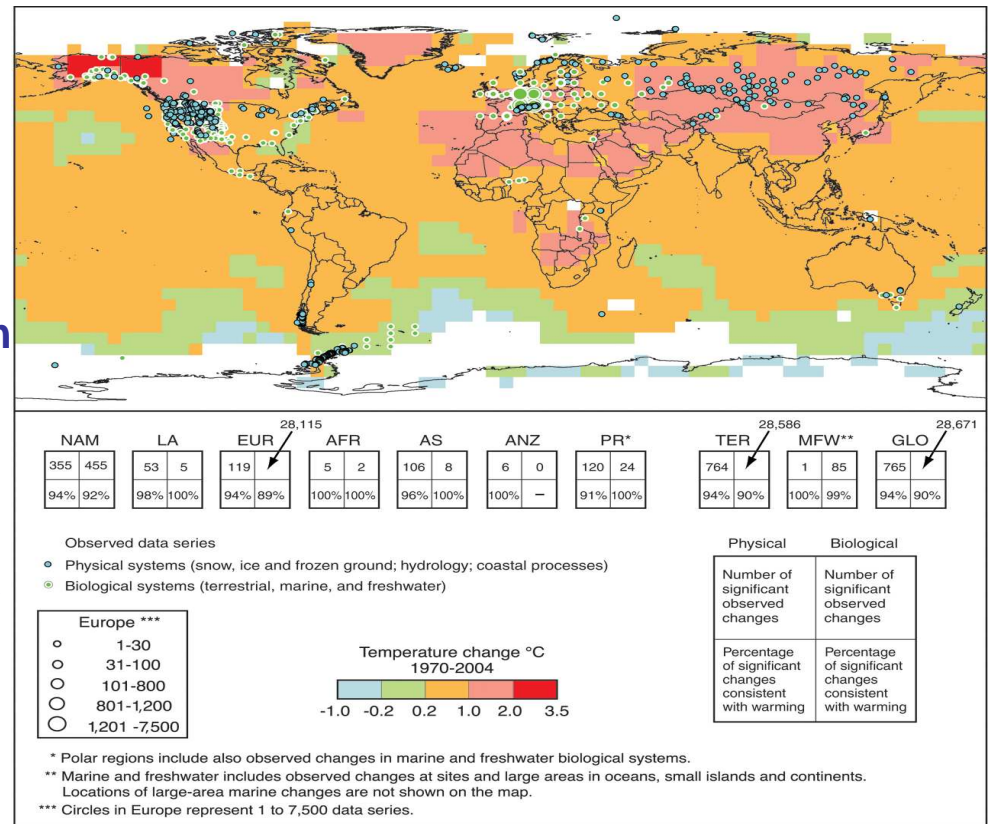 n
28,115
28,586
28,671
NAM LA EUR AFR AS ANZ PR* TER MFW** GLO
355 455 53 5 119 5 2 106 8 6 0 120 24 764 1 85 765
94% 92% 98% 100% 94% 89% 100% 100% 96% 100% 100% – 91% 100% 94% 90% 100% 99% 94% 90%
Observed data series
Physical systems (snow, ice and frozen ground; hydrology; coastal processes)
Biological systems (terrestrial, marine, and freshwater)
Europe ***
1-30
31-100
101-800
801-1,200
1,201 -7,500
Temperature change °C
1970-2004
-1.0 -0.2 0.2 1.0 2.0 3.5
Physical Biological
Number of significant observed changes
Number of significant observed changes
Percentage of significant changes consistent with warming
Percentage of significant changes consistent with warming
* Polar regions include also observed changes in marine and freshwater biological systems.
** Marine and freshwater includes observed changes at sites and large areas in oceans, small islands and continents.
Locations of large-area marine changes are not shown on the map.
*** Circles in Europe represent 1 to 7,500 data series.